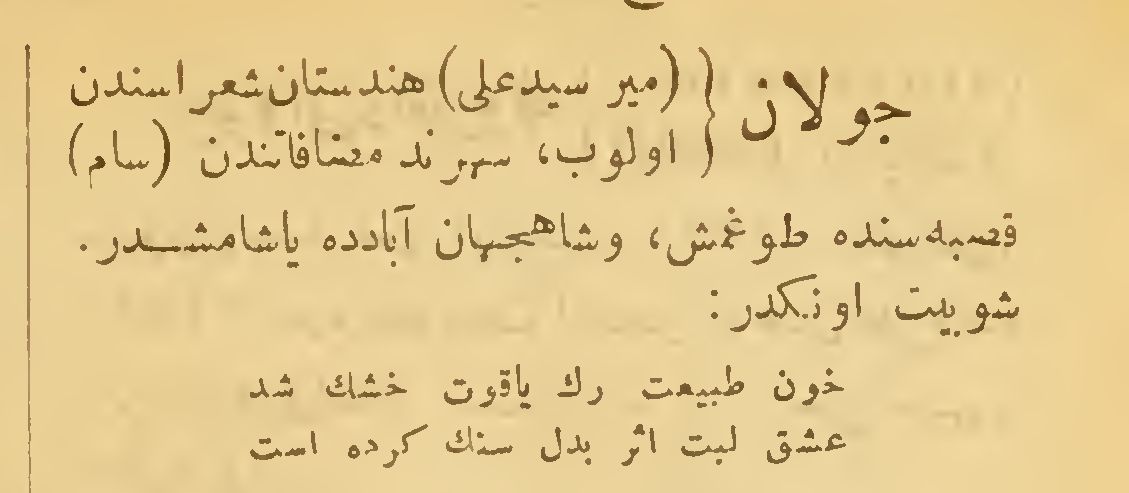 جولان { (میر سیدعلی) هندستان شعراسندن
اولوب، سهرند مضافاتندن (سام)
قصبه‌سنده طوغمش، وشاهجهان آبادده یاشامشدر.
شو بیت اونکدر:
خون طبیعت رك یاقوت خشك شد
عشق لبت اثر بدل سنك كرده است